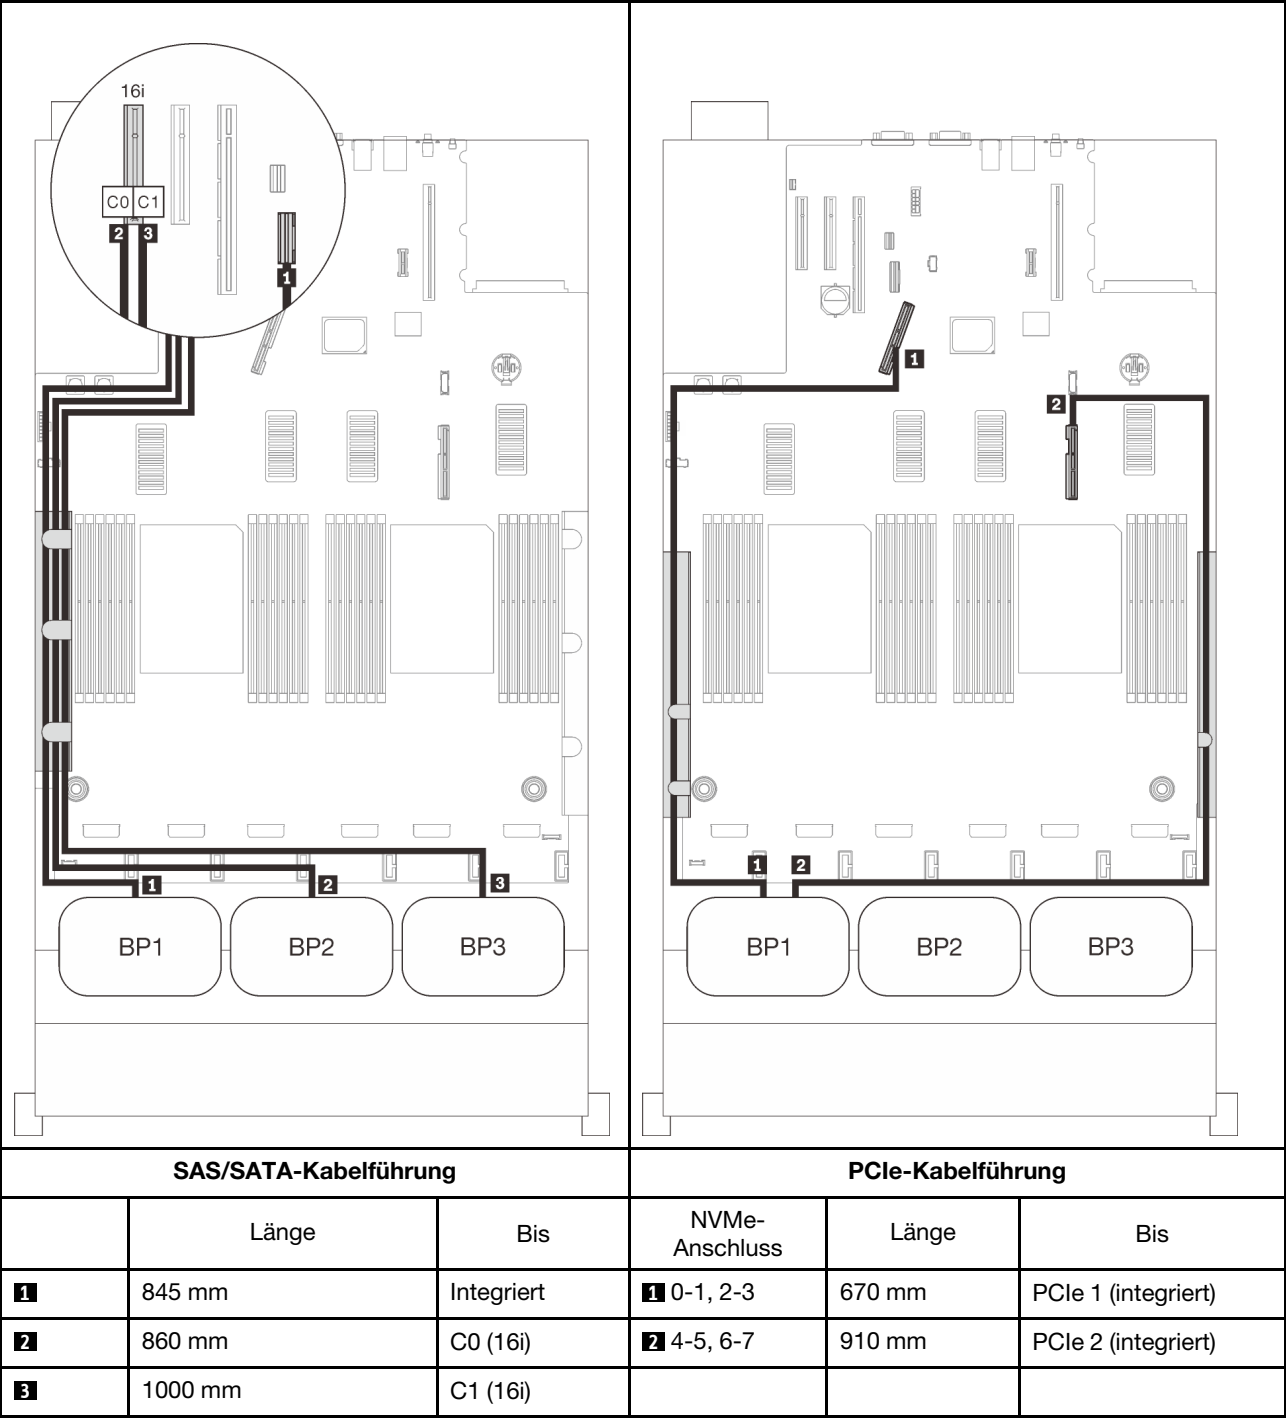 16i
C0 C1
2 3
1
1
2
3
BP1 BP2 BP3
1
2
1 2
BP1 BP2 BP3
SAS/SATA-Kabelführung
Länge Bis
1 845 mm Integriert
2 860 mm C0 (16i)
3 1000 mm C1 (16i)
PCIe-Kabelführung
NVMe-
Anschluss Länge Bis
1 0-1, 2-3 670 mm PCIe 1 (integriert)
2 4-5, 6-7 910 mm PCIe 2 (integriert)